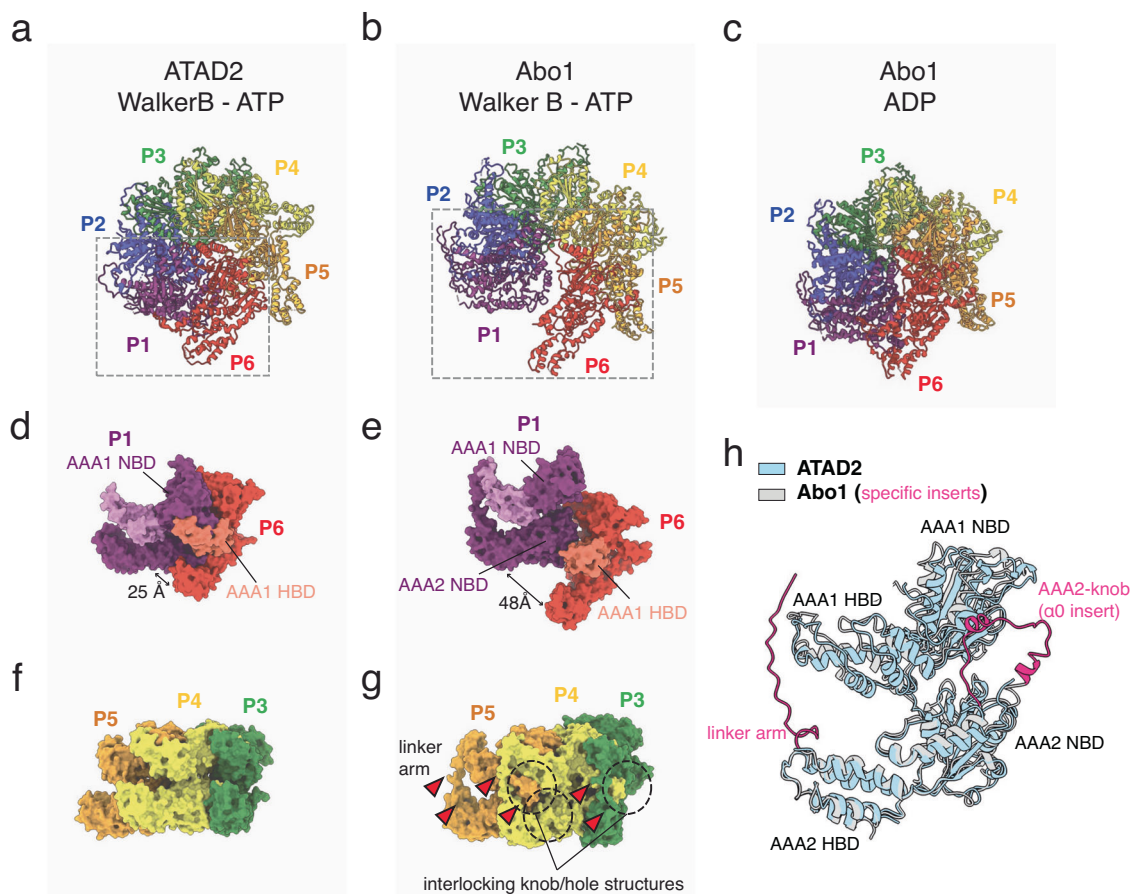 a
ATAD2
WalkerB - ATP
P3
P4
P2
P5
P1
P6
b
Abo1
Walker B - ATP
P3
P4
P2
P5
P1
P6
c
Abo1
ADP
P3
P4
P2
P5
P1
P6
d
P1
AAA1 NBD
P6
25 Å
AAA1 HBD
e
P1
AAA1 NBD
P6
AAA2 NBD
48Å
AAA1 HBD
f
P5
P4
P3
g
P5
P4
P3
linker
arm
interlocking knob/hole structures
h
ATAD2
Abo1 (specific inserts)
AAA1 NBD
AAA1 HBD
AAA2-knob
(α0 insert)
linker arm
AAA2 NBD
AAA2 HBD